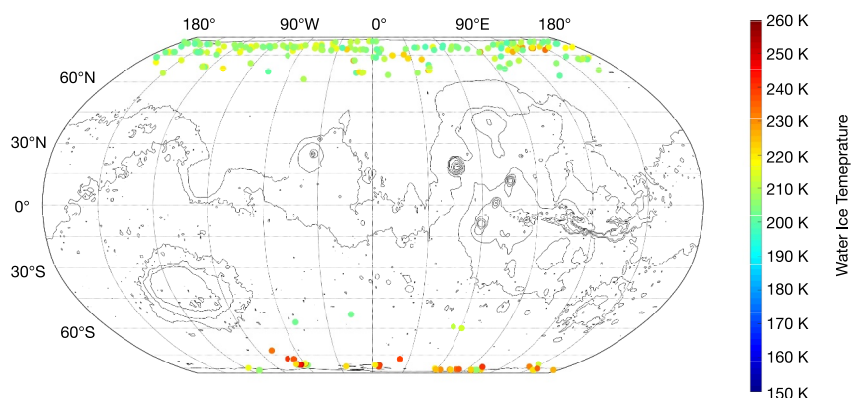 180° 90°W 0° 90°E 180°
60°N
30°N
0°
30°S
60°S
260 K
250 K
240 K
230 K
220 K
210 K
200 K
190 K
180 K
170 K
160 K
150 K
Water Ice Temeprature